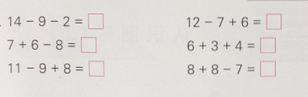 14 − 9 − 2 = □ 12 − 7 + 6 = □
7 + 6 − 8 = □ 6 + 3 + 4 = □
11 − 9 + 8 = □ 8 + 8 − 7 = □